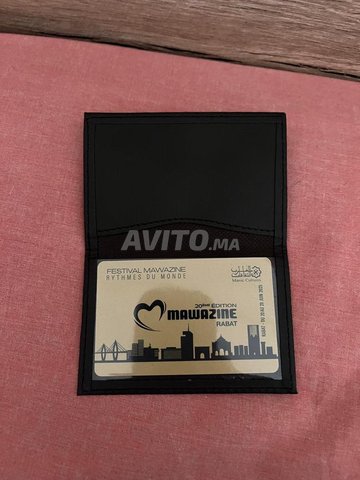 AVITO.MA
FESTIVAL MAWAZINE
RYTHMES DU MONDE
Maroc Cultures
20ème EDITION
MAWAZINE
RABAT